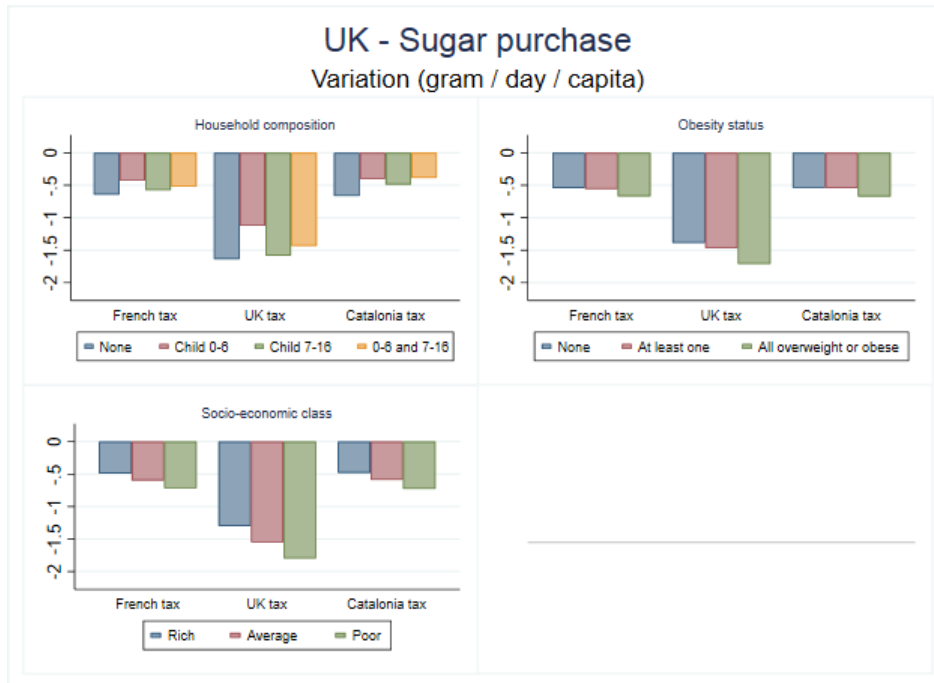 UK - Sugar purchase
Variation (gram / day / capita)
Household composition
0
-.5
-1
-1.5
-2
French tax UK tax Catalonia tax
None Child 0-6 Child 7-16 0-6 and 7-16
Obesity status
0
-.5
-1
-1.5
-2
French tax UK tax Catalonia tax
None At least one All overweight or obese
Socio-economic class
0
-.5
-1
-1.5
-2
French tax UK tax Catalonia tax
Rich Average Poor